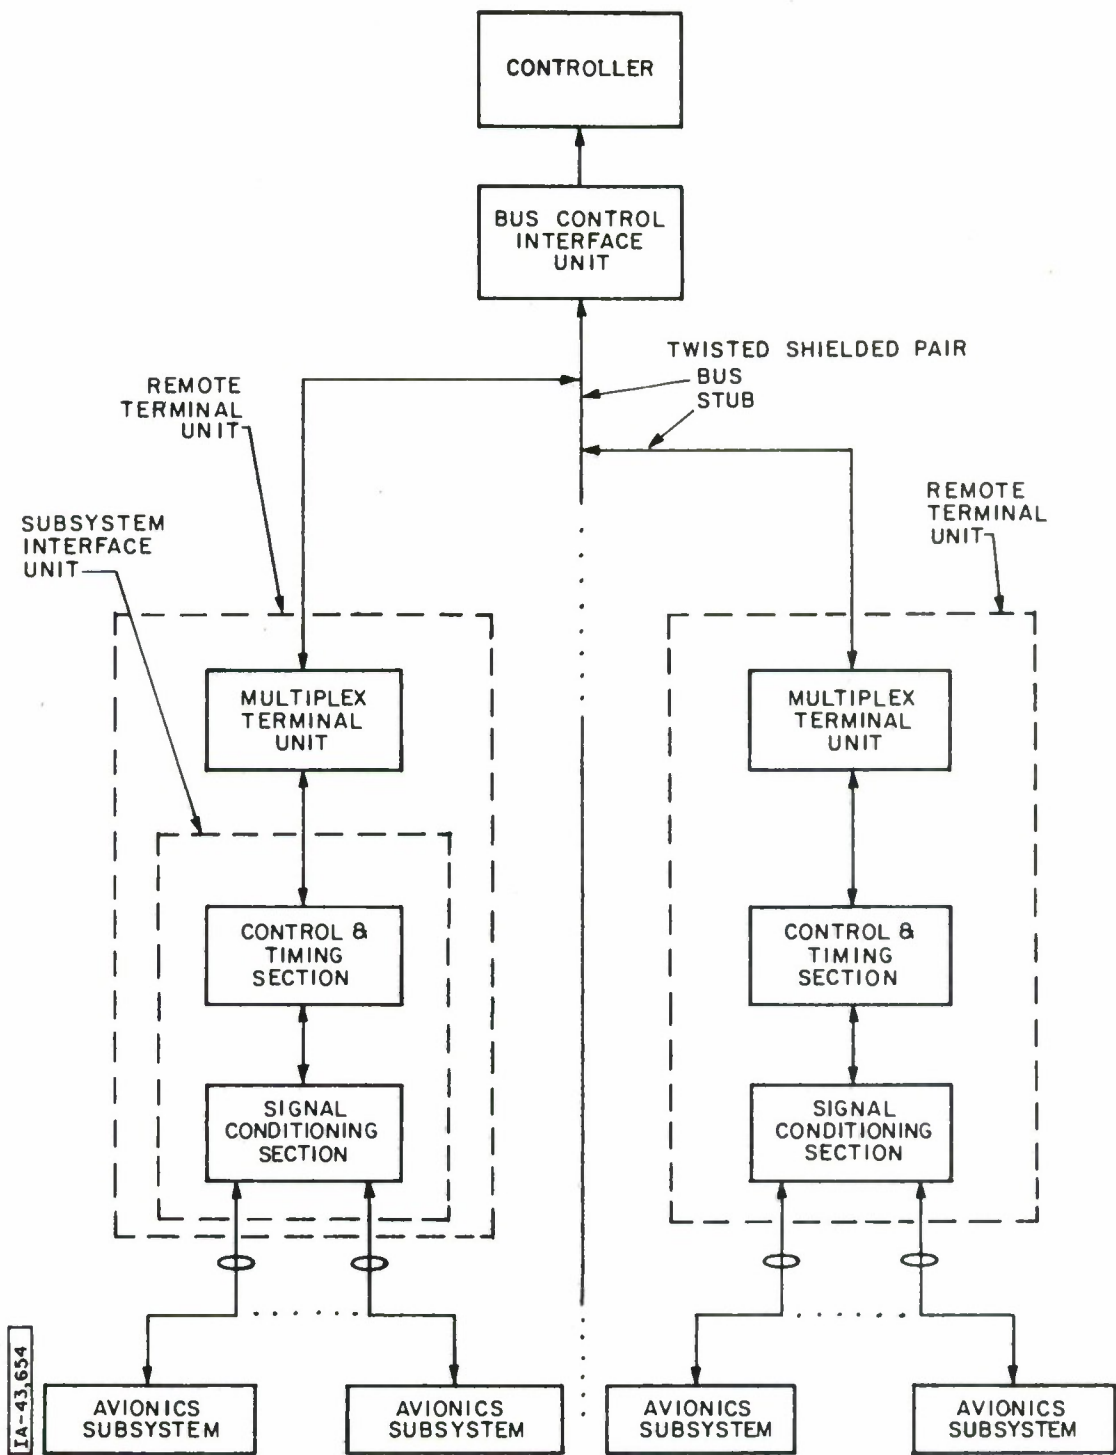 CONTROLLER
BUS CONTROL
INTERFACE
UNIT
TWISTED SHIELDED PAIR
BUS
STUB
REMOTE
TERMINAL
UNIT
SUBSYSTEM
INTERFACE
UNIT
REMOTE
TERMINAL
UNIT
MULTIPLEX
TERMINAL
UNIT
MULTIPLEX
TERMINAL
UNIT
CONTROL &
TIMING
SECTION
CONTROL &
TIMING
SECTION
SIGNAL
CONDITIONING
SECTION
SIGNAL
CONDITIONING
SECTION
IA-43,654
AVIONICS
SUBSYSTEM
AVIONICS
SUBSYSTEM
AVIONICS
SUBSYSTEM
AVIONICS
SUBSYSTEM